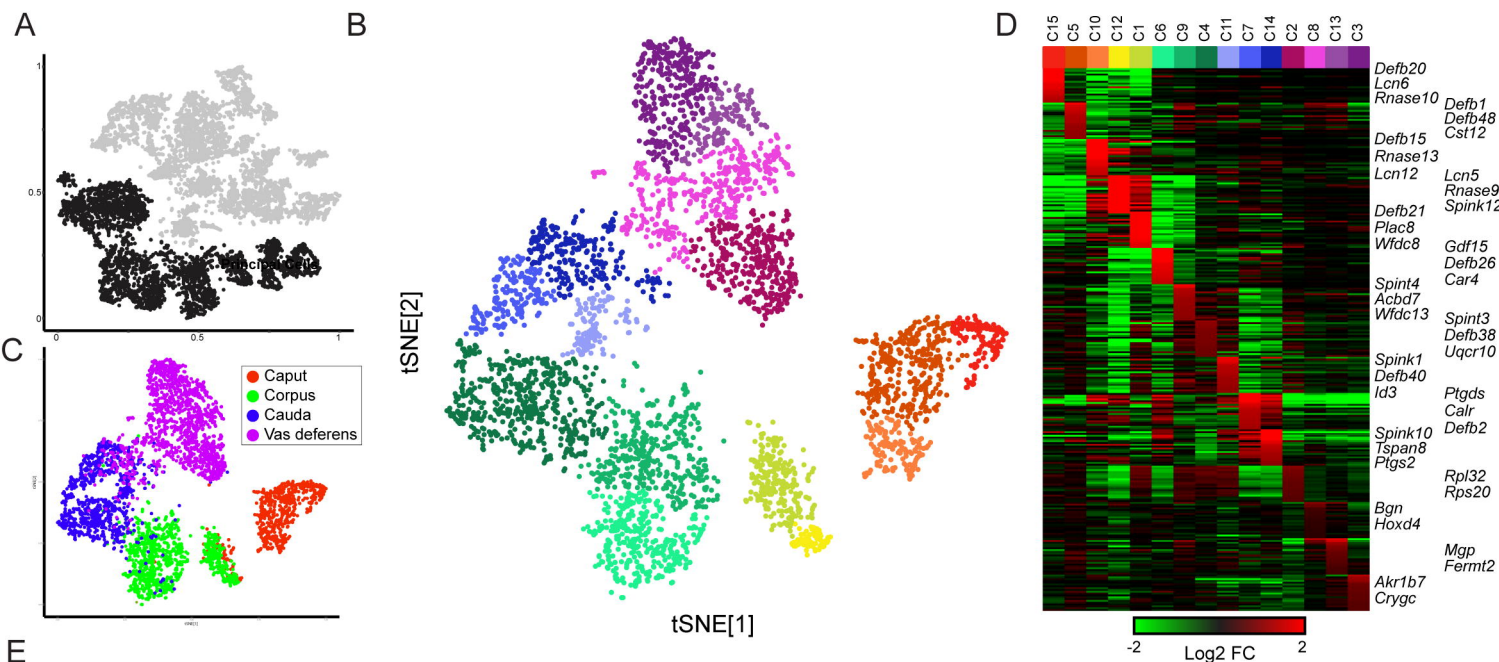 A
1
0.5
0
0
0.5
1
Principal Cells
B
tSNE[2]
tSNE[1]
C
Caput
Corpus
Cauda
Vas deferens
D
C15
C5
C10
C12
C1
C6
C9
C4
C11
C7
C14
C2
C8
C13
C3
Defb20
Lcn6
Rnase10
Defb1
Defb48
Cst12
Defb15
Rnase13
Lcn12
Lcn5
Rnase9
Spink12
Defb21
Plac8
Wfdc8
Gdf15
Defb26
Car4
Spint4
Acbd7
Wfdc13
Spint3
Defb38
Uqcr10
Spink1
Defb40
Id3
Ptgds
Calr
Defb2
Spink10
Tspan8
Ptgs2
Rpl32
Rps20
Bgn
Hoxd4
Mgp
Fermt2
Akr1b7
Crygc
-2
2
Log2 FC
E